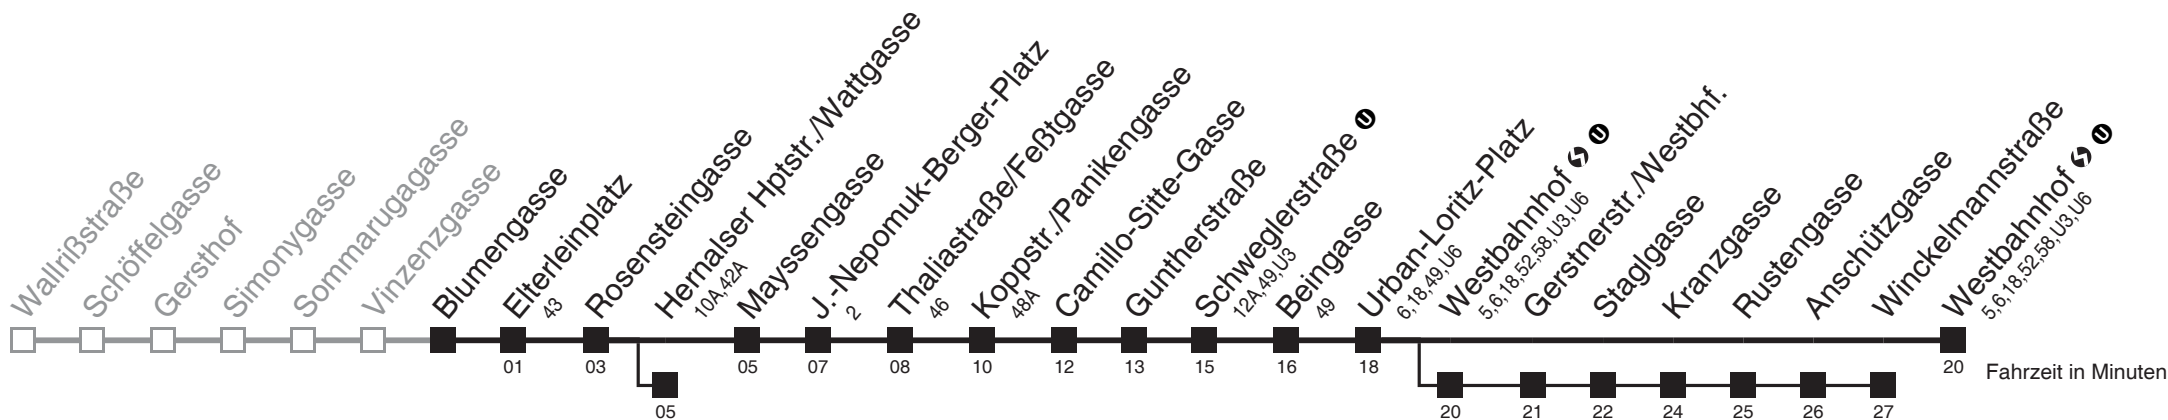 Wallrißstraße
Schöffelgasse
Gersthof
Simonygasse
Sommarugagasse
Vinzenzgasse
Blumengasse
Elterleinplatz
43
Rosensteingasse
Hernalser Hptstr./Wattgasse
10A,42A
Mayssengasse
J.-Nepomuk-Berger-Platz
2
Thaliastraße/Feßtgasse
46
Koppstr./Panikengasse
48A
Camillo-Sitte-Gasse
Guntherstraße
Schweglerstraße U
12A,49,U3
Beingasse
49
Urban-Loritz-Platz
6,18,49,U6
Westbahnhof U
5,6,18,52,58,U3,U6
Gerstnerstr./Westbhf.
Staglgasse
Kranzgasse
Rustengasse
Anschützgasse
Winckelmannstraße
Westbahnhof U
5,6,18,52,58,U3,U6
01 03 05 07 08 10 12 13 15 16 18 20
Fahrzeit in Minuten
05 20 21 22 24 25 26 27